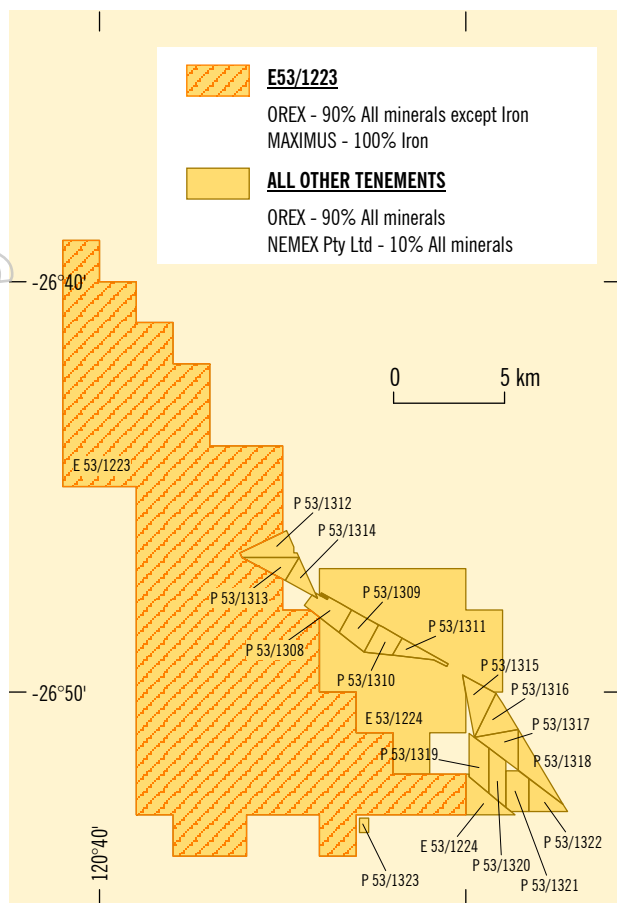 E53/1223
OREX - 90% All minerals except Iron
MAXIMUS - 100% Iron
ALL OTHER TENEMENTS
OREX - 90% All minerals
NEMEX Pty Ltd - 10% All minerals
-26°40'
0 5 km
E 53/1223
P 53/1312
P 53/1314
P 53/1313
P 53/1309
P 53/1311
P 53/1308
P 53/1310
P 53/1315
P 53/1316
-26°50'
E 53/1224
P 53/1317
P 53/1319
P 53/1318
120°40'
E 53/1224
P 53/1322
P 53/1320
P 53/1323
P 53/1321